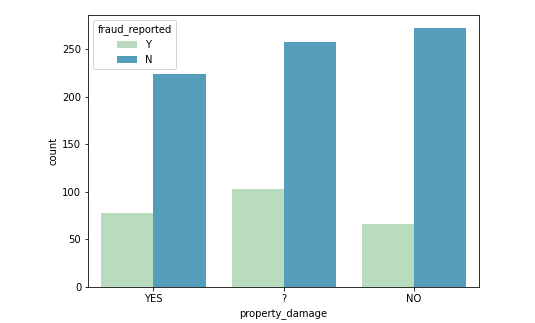 fraud_reported
Y
N
250
200
150
100
50
0
count
YES ? NO
property_damage